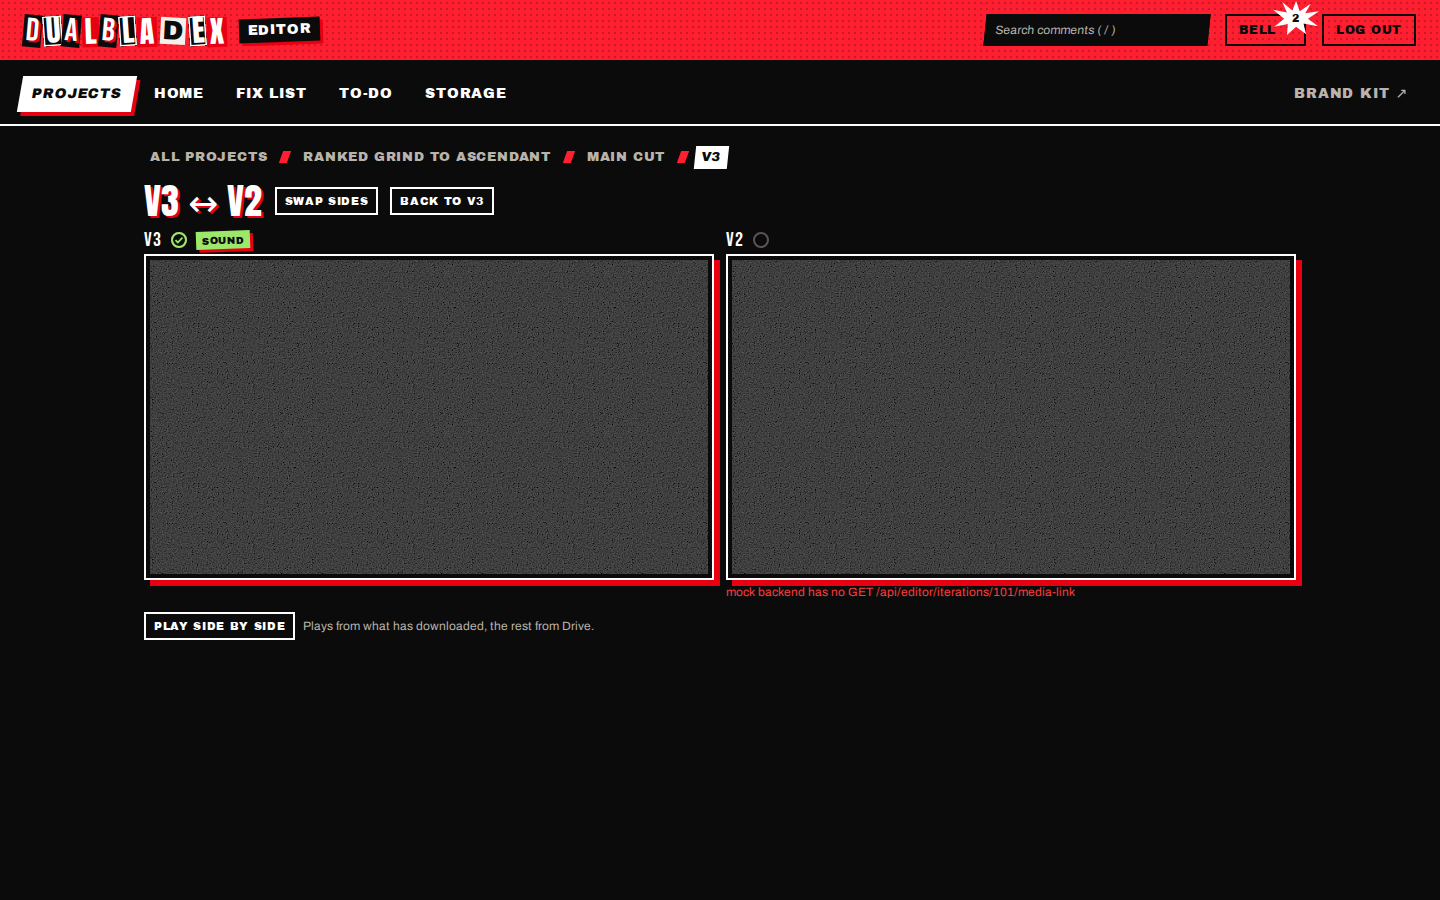 DUALBLADEX EDITOR Search comments ( / ) BELL 2 LOG OUT
PROJECTS HOME FIX LIST TO-DO STORAGE BRAND KIT ↗
ALL PROJECTS RANKED GRIND TO ASCENDANT MAIN CUT V3
V3 ↔ V2 SWAP SIDES BACK TO V3
V3 SOUND V2
mock backend has no GET /api/editor/iterations/101/media-link
PLAY SIDE BY SIDE Plays from what has downloaded, the rest from Drive.